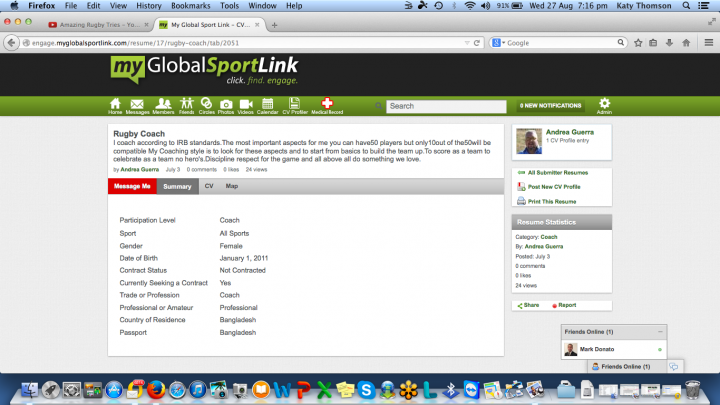 Firefox File Edit View History Bookmarks Tools Window Help 91% Wed 27 Aug 7:16 pm Katy Thomson
Amazing Rugby Tries - Yo... My Global Sport Link - CV...
engage.myglobalsportlink.com/resume/17/rugby-coach/tab/2051 Google
my GlobalSportLink
click. find. engage.
Home Messages Members Friends Circles Photos Videos Calendar CV Profiler Medical Record Search 0 NEW NOTIFICATIONS Admin
Rugby Coach
I coach according to IRB standards.The most important aspects for me you can have50 players but only10out of the50will be
compatible My Coaching style is to look for these aspects and to start from basics to build the team up.To score as a team to
celebrate as a team no hero's.Discipline respect for the game and all above all do something we love.
by Andrea Guerra July 3 0 comments 0 likes 24 views
Message Me Summary CV Map
Participation Level Coach
Sport All Sports
Gender Female
Date of Birth January 1, 2011
Contract Status Not Contracted
Currently Seeking a Contract Yes
Trade or Profession Coach
Professional or Amateur Professional
Country of Residence Bangladesh
Passport Bangladesh
Andrea Guerra
1 CV Profile entry
All Submitter Resumes
Post New CV Profile
Print This Resume
Resume Statistics
Category: Coach
By: Andrea Guerra
Posted: July 3
0 comments
0 likes
24 views
Share Report
Friends Online (1)
Mark Donato
Friends Online (1)